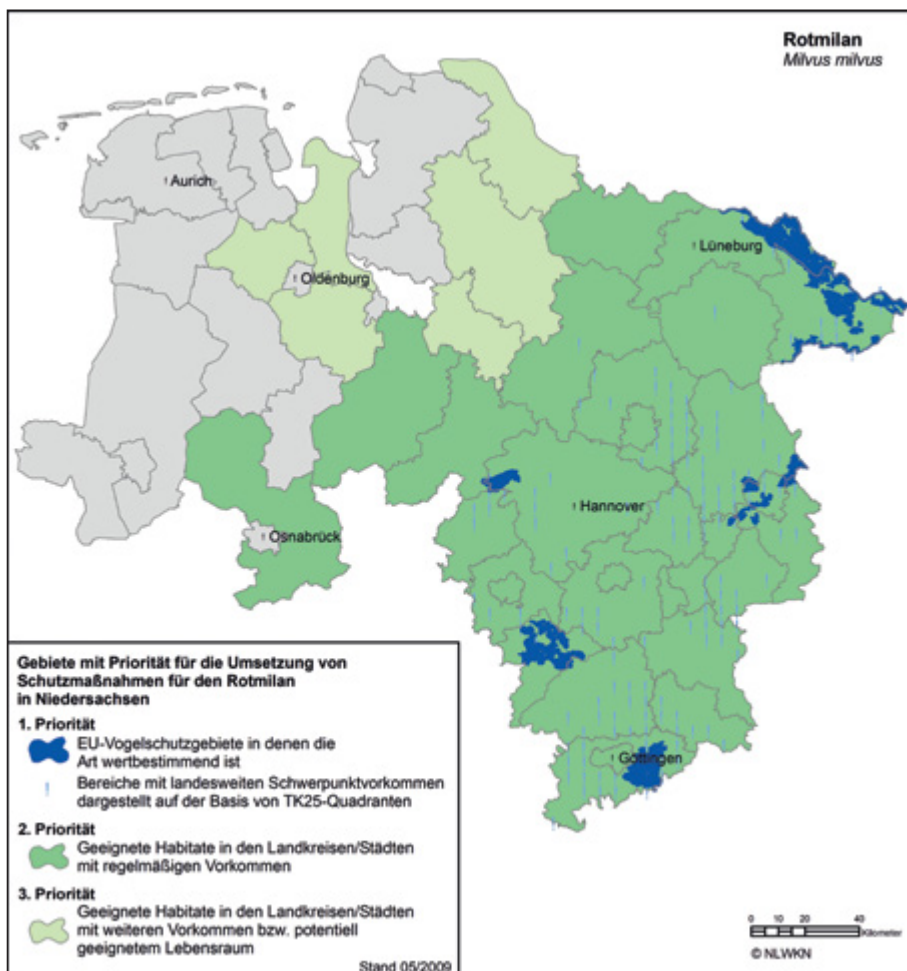 Rotmilan
Milvus milvus
Aurich
Lüneburg
Oldenburg
Hannover
Osnabrück
Göttingen
Gebiete mit Priorität für die Umsetzung von
Schutzmaßnahmen für den Rotmilan
in Niedersachsen
1. Priorität
EU-Vogelschutzgebiete in denen die
Art wertbestimmend ist
Bereiche mit landesweiten Schwerpunktvorkommen
dargestellt auf der Basis von TK25-Quadranten
2. Priorität
Geeignete Habitate in den Landkreisen/Städten
mit regelmäßigen Vorkommen
3. Priorität
Geeignete Habitate in den Landkreisen/Städten
mit weiteren Vorkommen bzw. potentiell
geeignetem Lebensraum
Stand 05/2009
0 5 10 20 30 40
Kilometer
© NLWKN